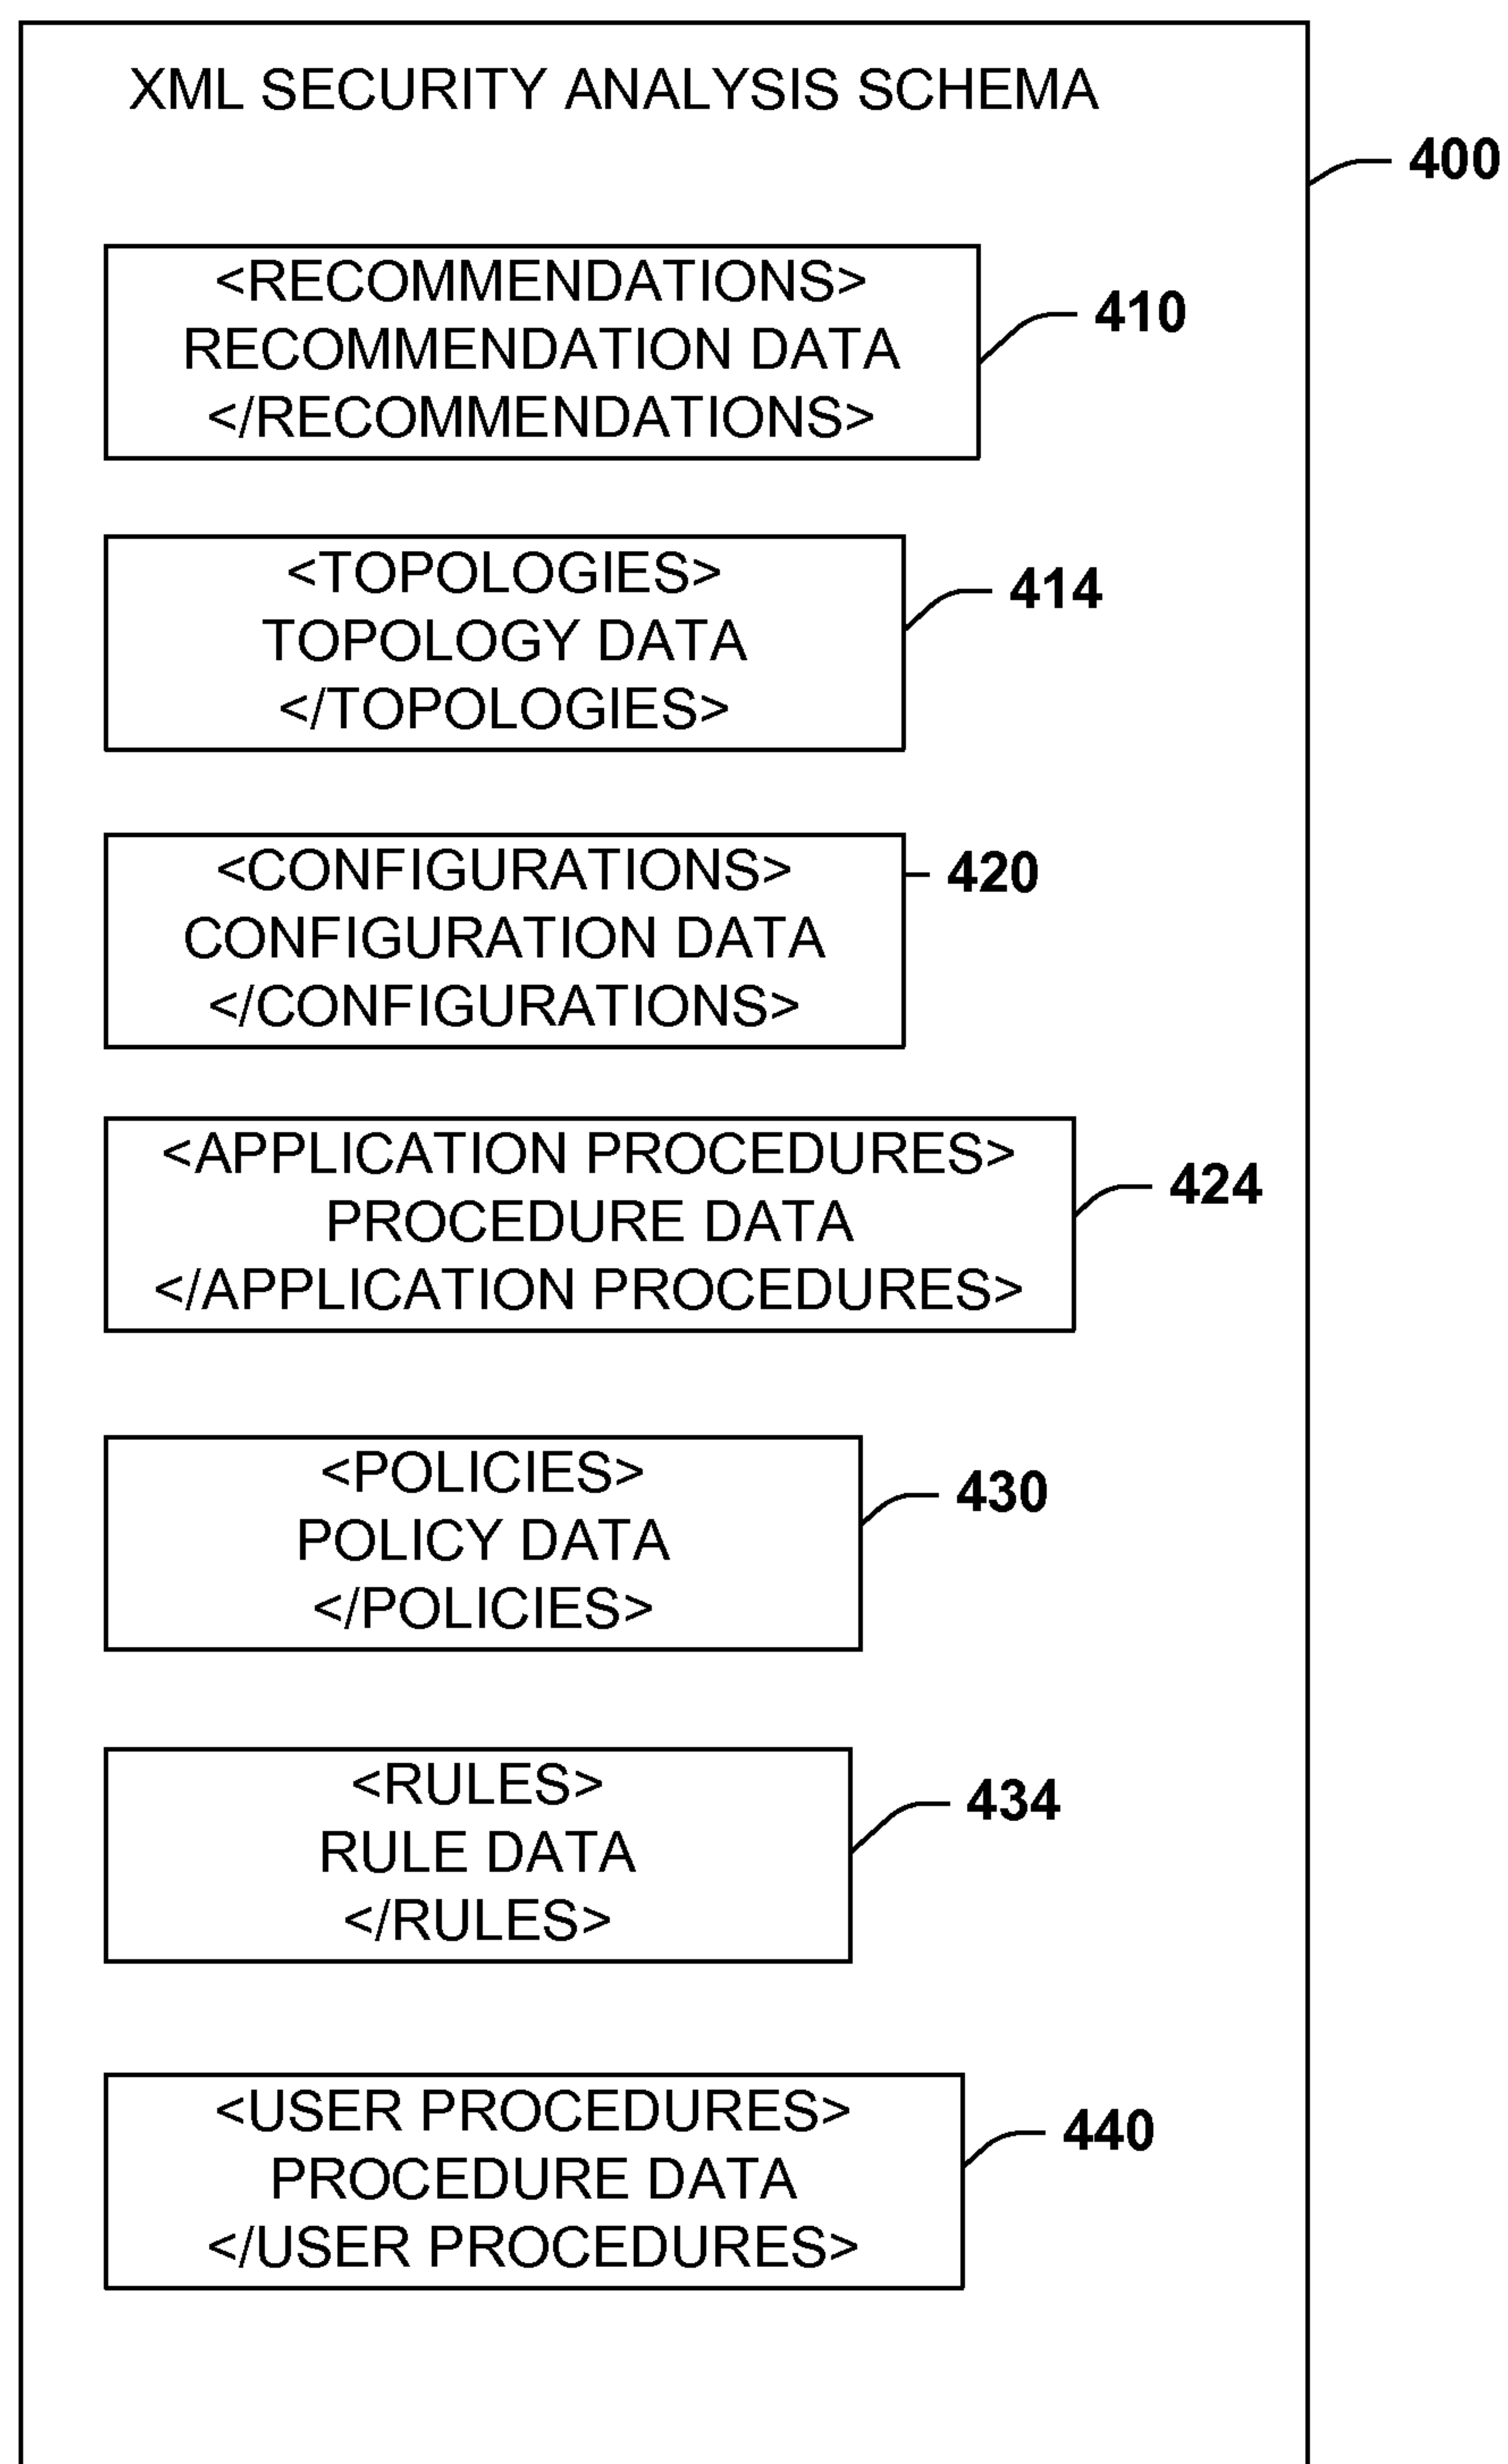 XML SECURITY ANALYSIS SCHEMA
400
<RECOMMENDATIONS>
RECOMMENDATION DATA
</RECOMMENDATIONS>
410
<TOPOLOGIES>
TOPOLOGY DATA
</TOPOLOGIES>
414
<CONFIGURATIONS>
CONFIGURATION DATA
</CONFIGURATIONS>
420
<APPLICATION PROCEDURES>
PROCEDURE DATA
</APPLICATION PROCEDURES>
424
<POLICIES>
POLICY DATA
</POLICIES>
430
<RULES>
RULE DATA
</RULES>
434
<USER PROCEDURES>
PROCEDURE DATA
</USER PROCEDURES>
440